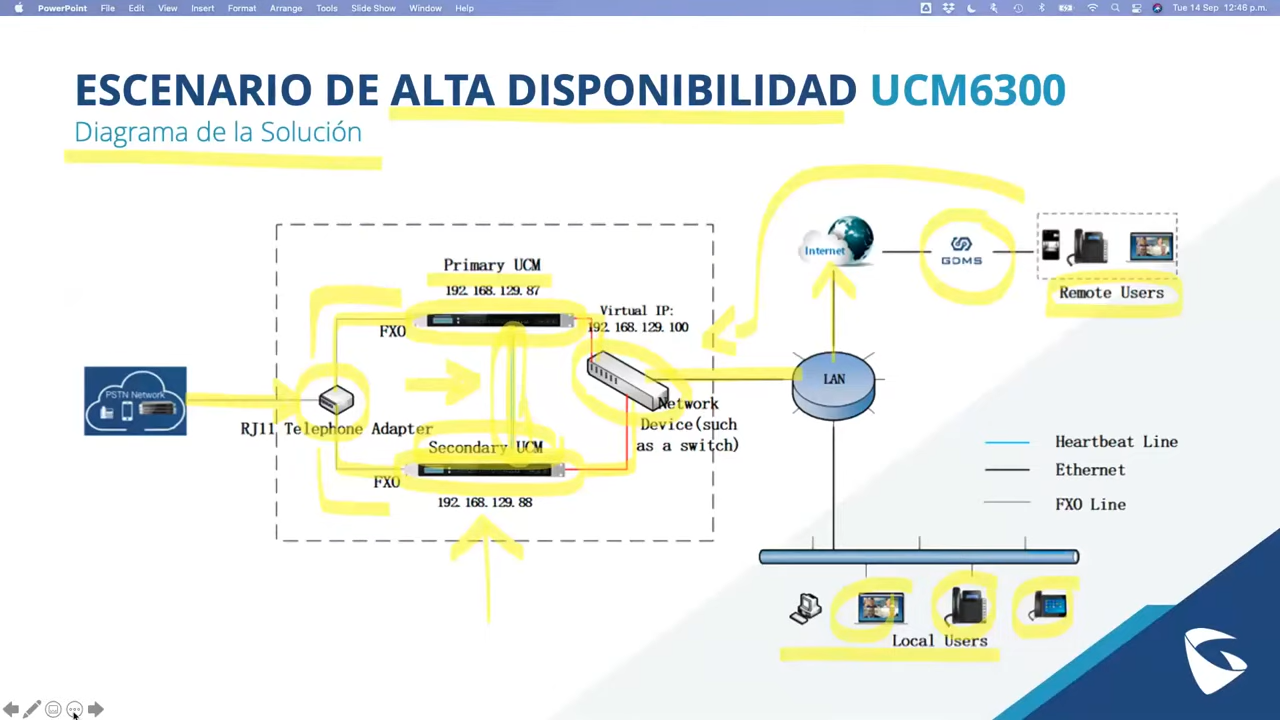 PowerPoint File Edit View Insert Format Arrange Tools Slide Show Window Help
Tue 14 Sep 12:46 p.m.
ESCENARIO DE ALTA DISPONIBILIDAD UCM6300
Diagrama de la Solución
Primary UCM
192.168.129.87
FXO
Virtual IP:
192.168.129.100
PSTN Network
RJ11 Telephone Adapter
Network
Device(such
as a switch)
Secondary UCM
FXO
192.168.129.88
Internet
GDMS
Remote Users
LAN
Heartbeat Line
Ethernet
FXO Line
Local Users